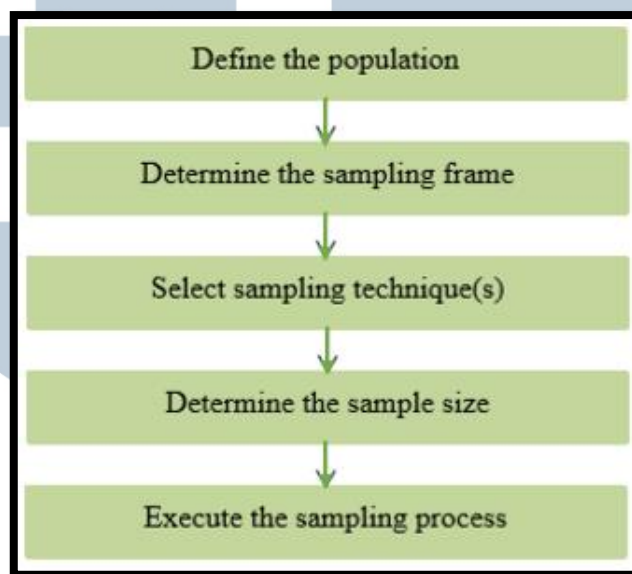 Define the population
Determine the sampling frame
Select sampling technique(s)
Determine the sample size
Execute the sampling process